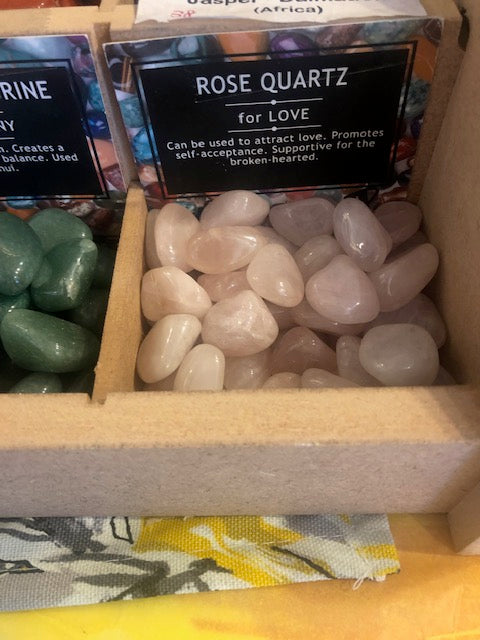 (Africa)
RINE
NY
. Creates a
balance. Used
hui.
ROSE QUARTZ
for LOVE
Can be used to attract love. Promotes
self-acceptance. Supportive for the
broken-hearted.